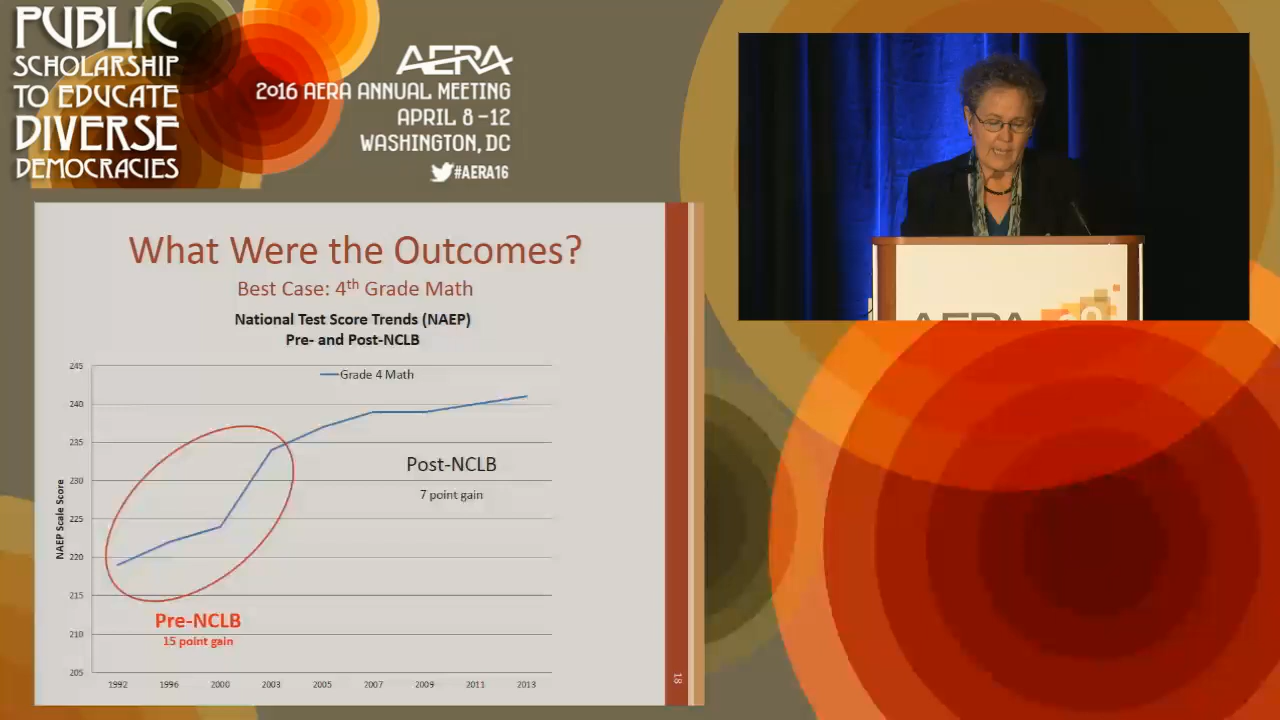 PUBLIC
SCHOLARSHIP
TO EDUCATE
DIVERSE
DEMOCRACIES
AERA
2016 AERA ANNUAL MEETING
APRIL 8 - 12
WASHINGTON, DC
#AERA16
What Were the Outcomes?
Best Case: 4th Grade Math
National Test Score Trends (NAEP)
Pre- and Post-NCLB
Grade 4 Math
245
240
235
230
225
220
215
210
205
NAEP Scale Score
Post-NCLB
7 point gain
Pre-NCLB
15 point gain
1992 1996 2000 2003 2005 2007 2009 2011 2013
18
AERA